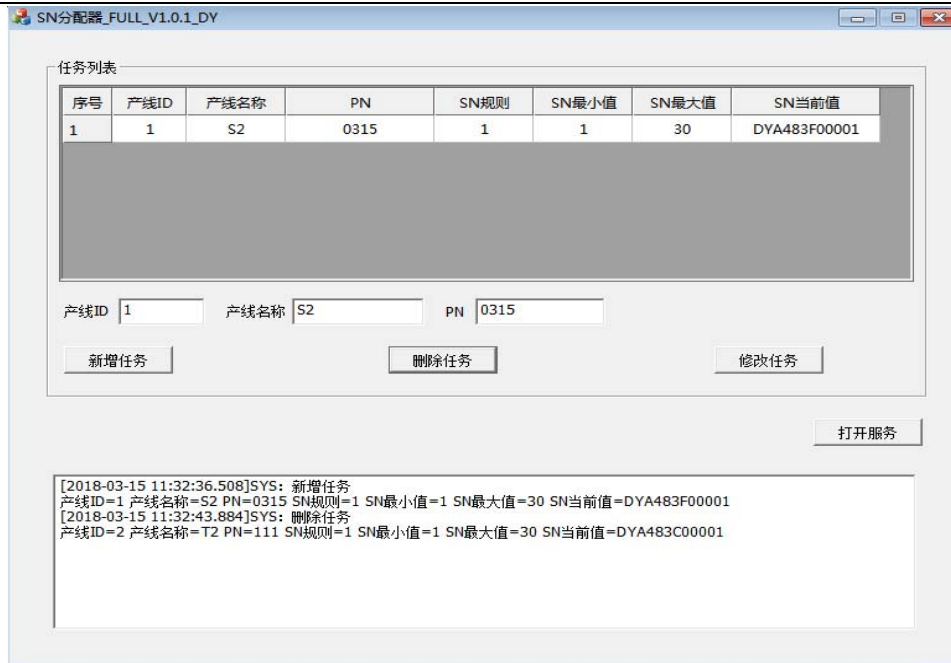 SN分配器_FULL_V1.0.1_DY
任务列表
序号 产线ID 产线名称 PN SN规则 SN最小值 SN最大值 SN当前值
1 1 S2 0315 1 1 30 DYA483F00001
产线ID 1 产线名称 S2 PN 0315
新增任务 删除任务 修改任务
打开服务
[2018-03-15 11:32:36.508]SYS：新增任务
产线ID=1 产线名称=S2 PN=0315 SN规则=1 SN最小值=1 SN最大值=30 SN当前值=DYA483F00001
[2018-03-15 11:32:43.884]SYS：删除任务
产线ID=2 产线名称=T2 PN=111 SN规则=1 SN最小值=1 SN最大值=30 SN当前值=DYA483C00001